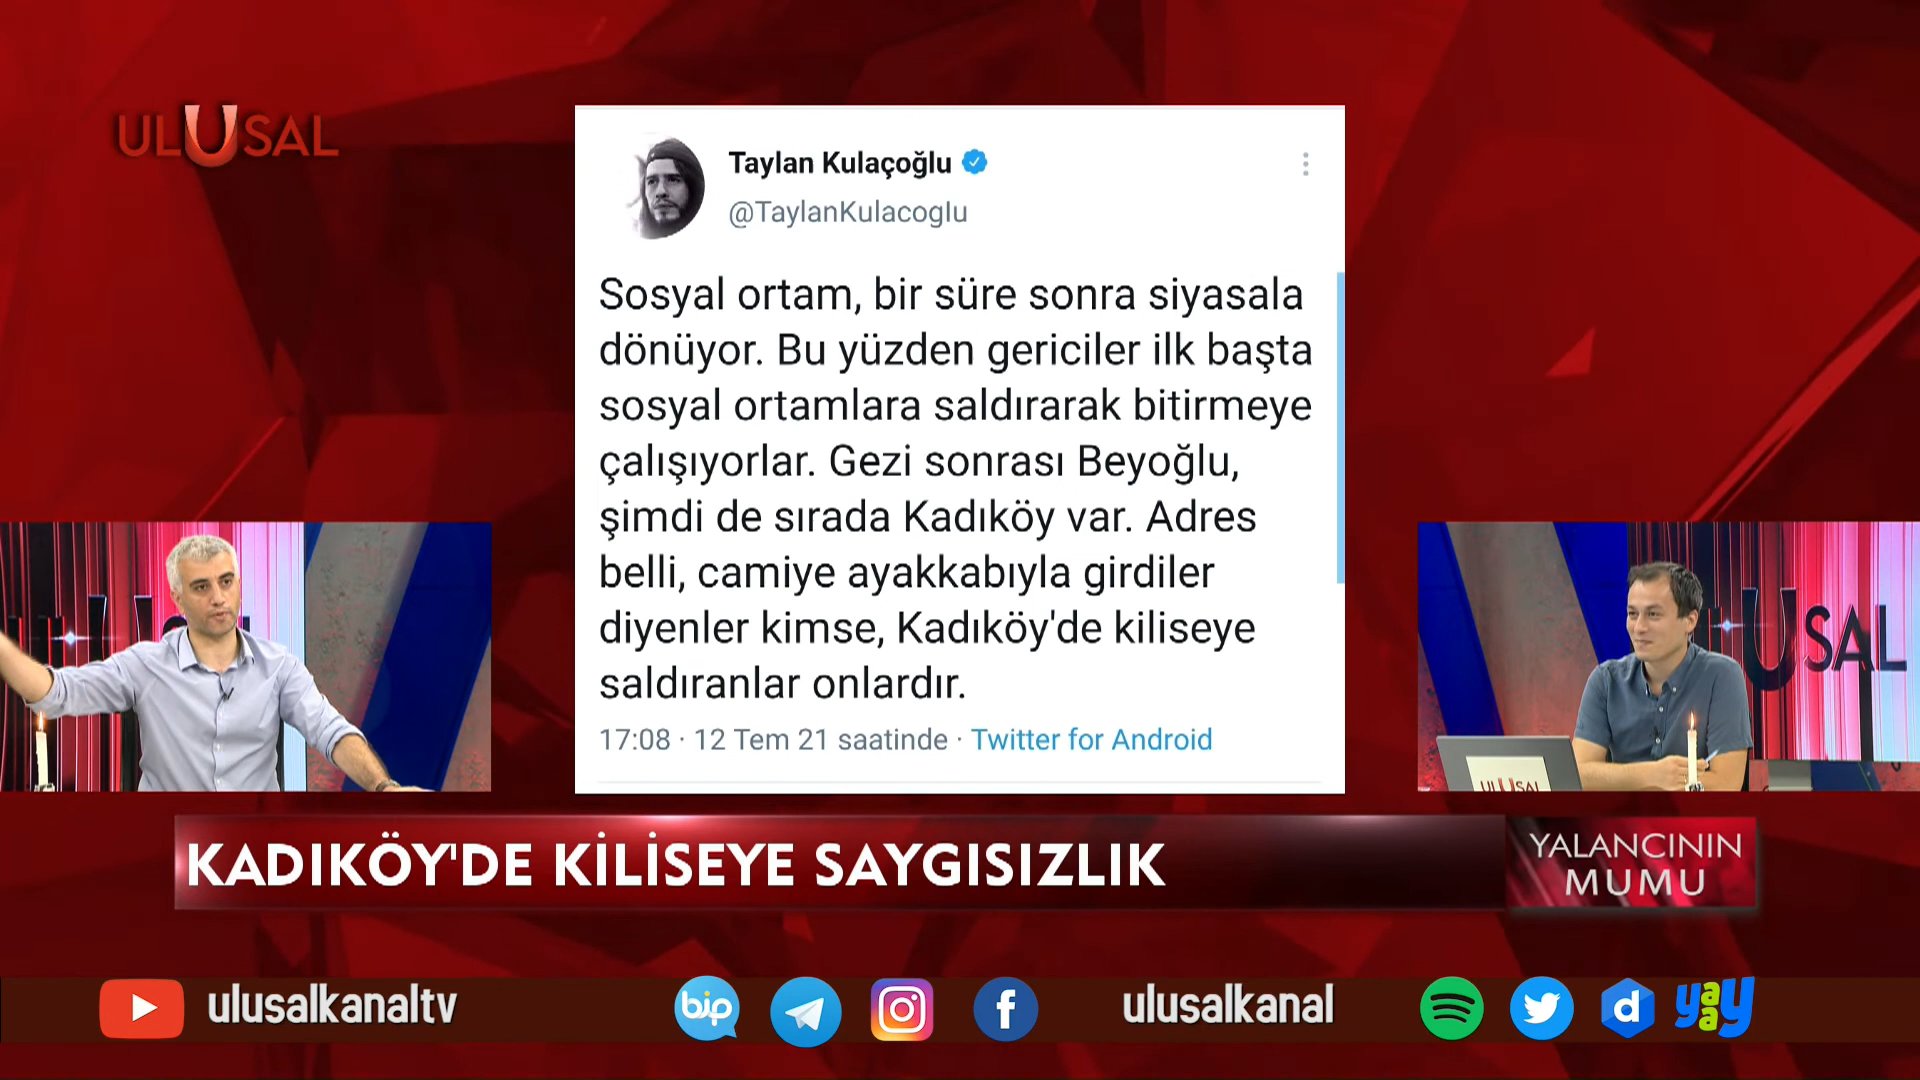 ULUSAL
Taylan Kulaçoğlu
@TaylanKulacoglu
Sosyal ortam, bir süre sonra siyasala
dönüyor. Bu yüzden gericiler ilk başta
sosyal ortamlara saldırarak bitirmeye
çalışıyorlar. Gezi sonrası Beyoğlu,
şimdi de sırada Kadıköy var. Adres
belli, camiye ayakkabıyla girdiler
diyenler kimse, Kadıköy'de kiliseye
saldıranlar onlardır.
17:08 · 12 Tem 21 saatinde · Twitter for Android
USAL
ULUSAL
KADIKÖY'DE KİLİSEYE SAYGISIZLIK
YALANCININ
MUMU
ulusalkanaltv
bip
ulusalkanal
d
yaay